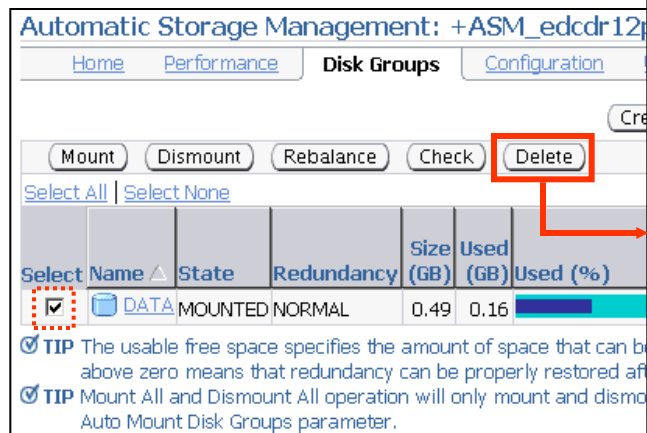 Automatic Storage Management: +ASM_edcdr12p
Home Performance Disk Groups Configuration
Cre
Mount Dismount Rebalance Check Delete
Select All | Select None
Select Name State Redundancy Size (GB) Used (GB) Used (%)
DATA MOUNTED NORMAL 0.49 0.16
TIP The usable free space specifies the amount of space that can b
above zero means that redundancy can be properly restored aft
TIP Mount All and Dismount All operation will only mount and dismo
Auto Mount Disk Groups parameter.